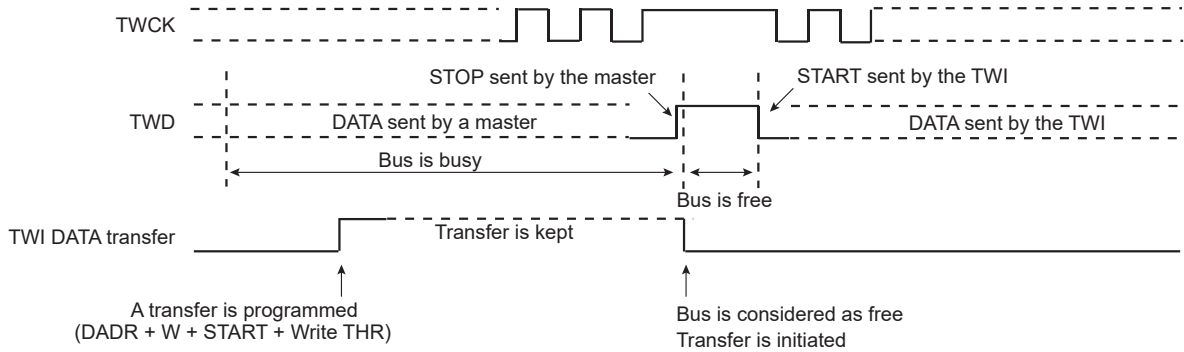 TWCK
STOP sent by the master
START sent by the TWI
TWD
DATA sent by a master
DATA sent by the TWI
Bus is busy
Bus is free
TWI DATA transfer
Transfer is kept
A transfer is programmed
(DADR + W + START + Write THR)
Bus is considered as free
Transfer is initiated